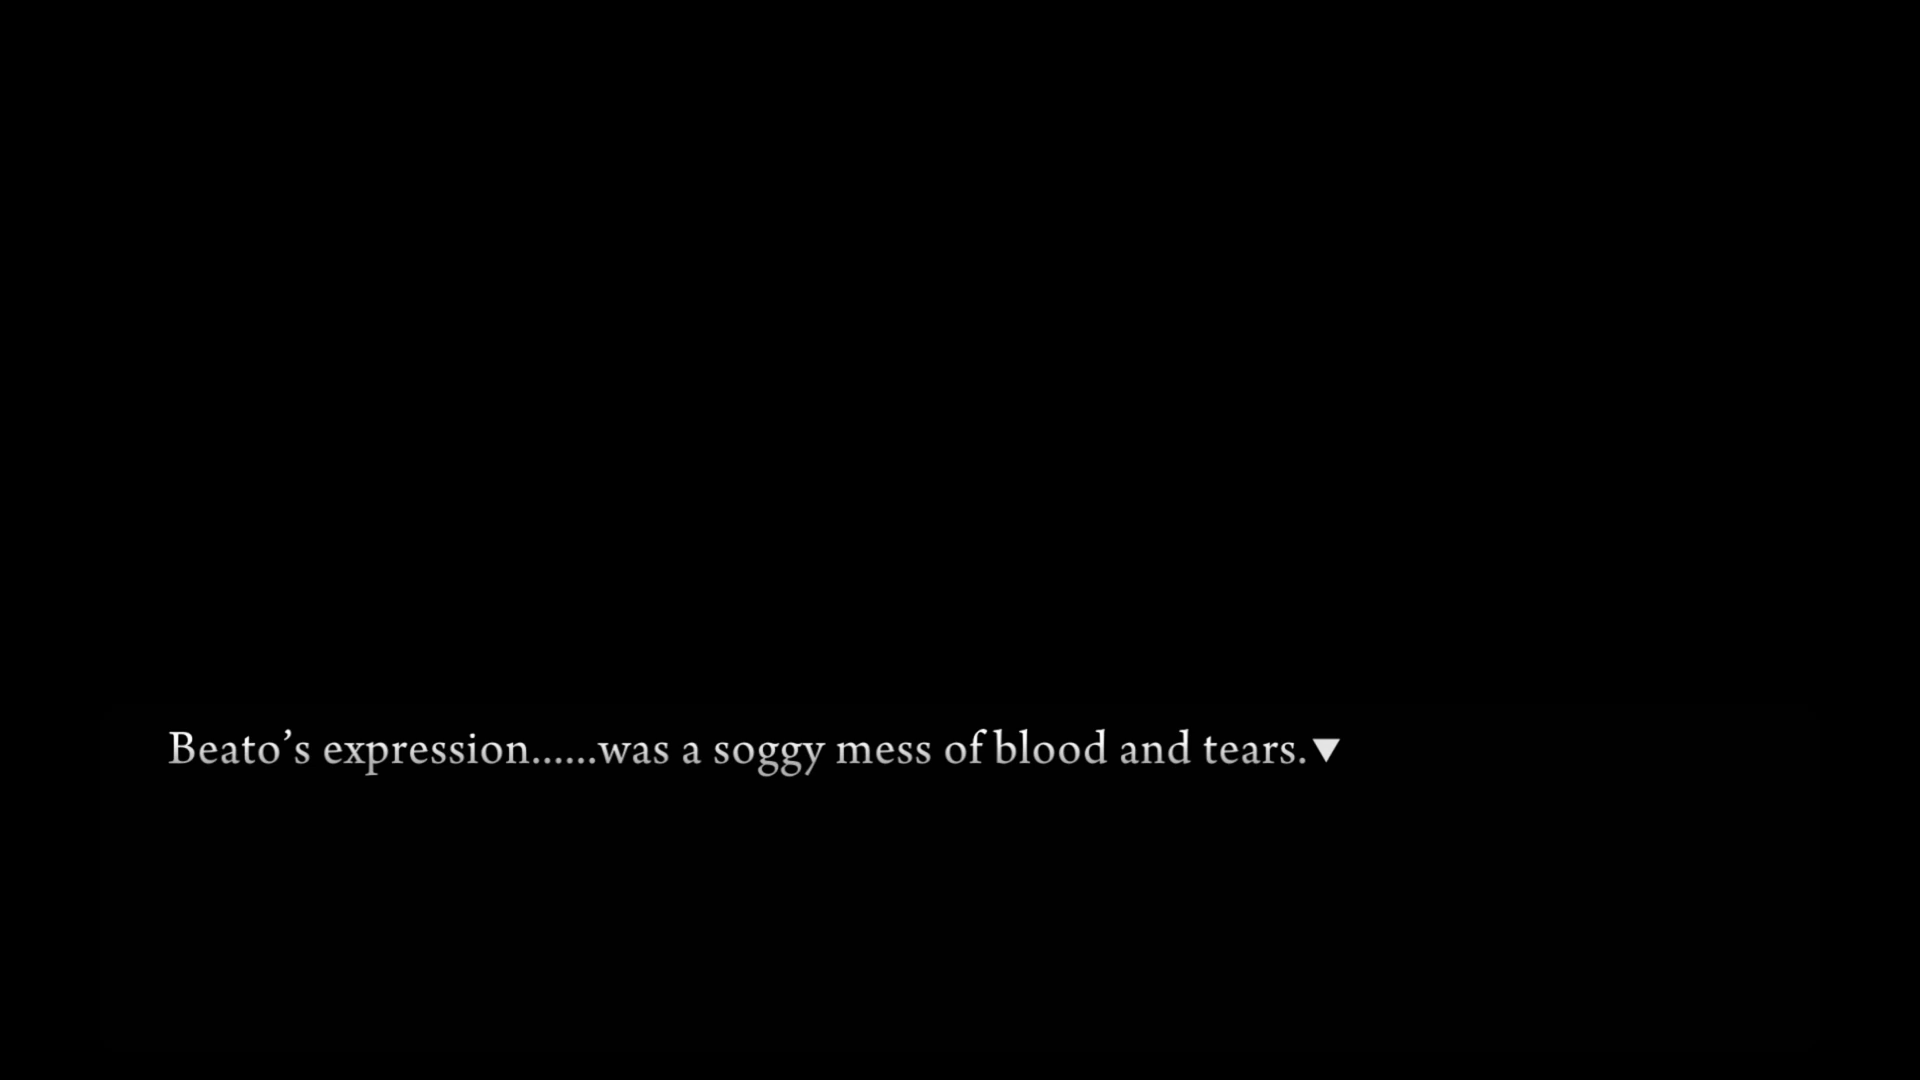 Beato’s expression......was a soggy mess of blood and tears.▼